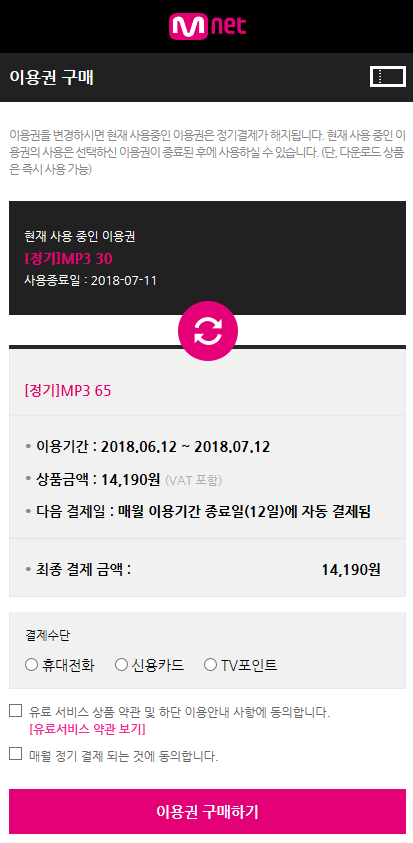 Mnet
이용권 구매
이용권을 변경하시면 현재 사용중인 이용권은 정기결제가 해지됩니다. 현재 사용 중인 이
용권의 사용은 선택하신 이용권이 종료된 후에 사용하실 수 있습니다. (단, 다운로드 상품
은 즉시 사용 가능)
현재 사용 중인 이용권
[정기]MP3 30
사용종료일 : 2018-07-11
[정기]MP3 65
• 이용기간 : 2018.06.12 ~ 2018.07.12
• 상품금액 : 14,190원 (VAT 포함)
• 다음 결제일 : 매월 이용기간 종료일(12일)에 자동 결제됨
• 최종 결제 금액 : 14,190원
결제수단
휴대전화 신용카드 TV포인트
유료 서비스 상품 약관 및 하단 이용안내 사항에 동의합니다.
[유료서비스 약관 보기]
매월 정기 결제 되는 것에 동의합니다.
이용권 구매하기